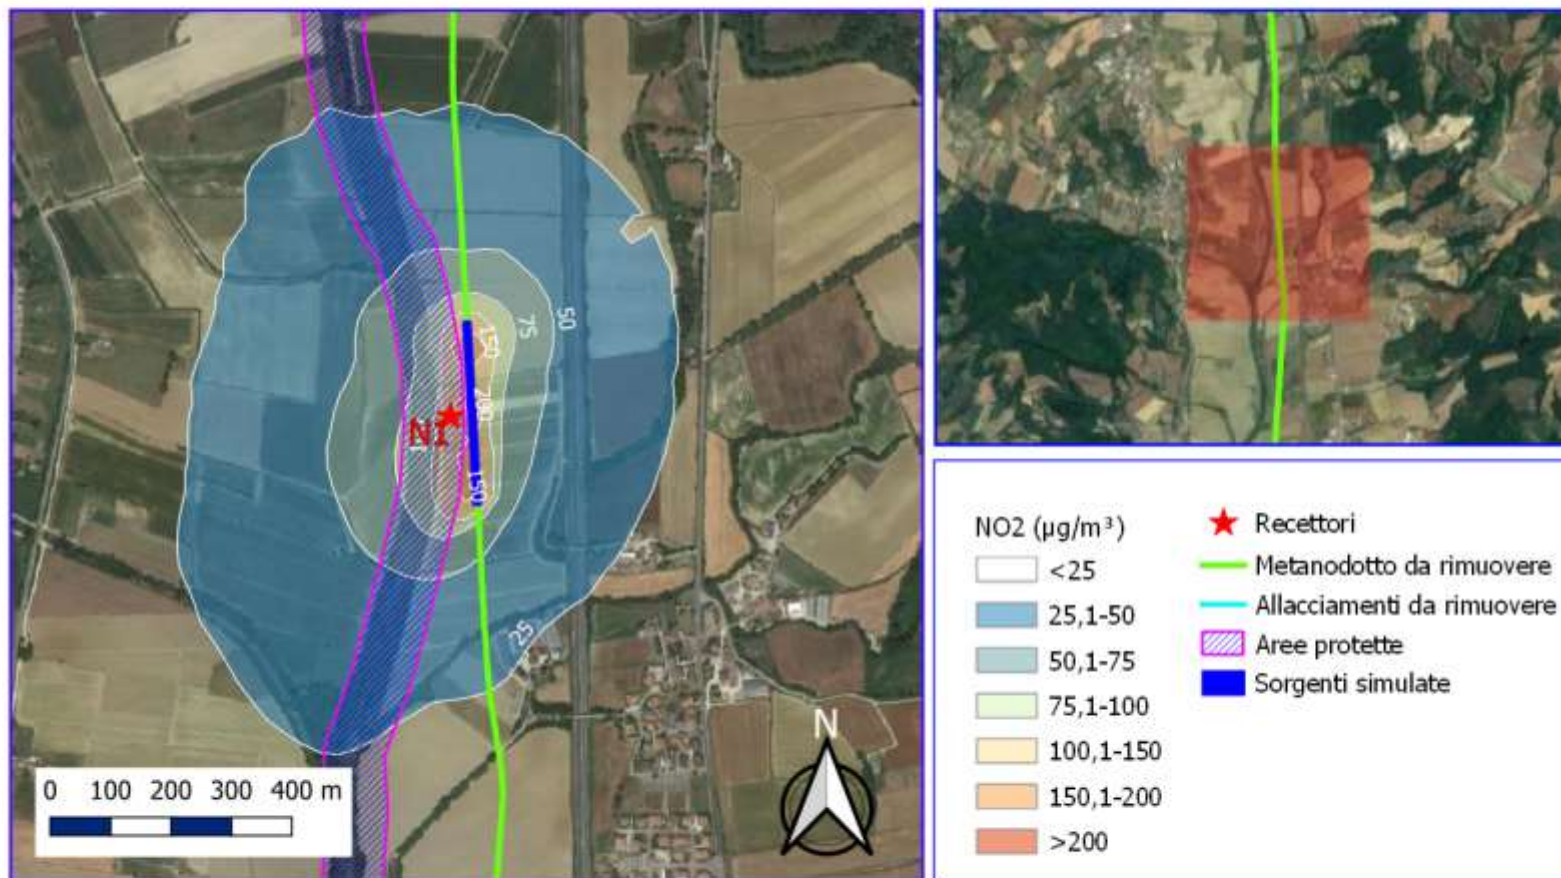 50
75
150
200
N1
150
25
N
0 100 200 300 400 m
NO2 (µg/m³)
<25
25,1-50
50,1-75
75,1-100
100,1-150
150,1-200
>200
Recettori
Metanodotto da rimuovere
Allacciamenti da rimuovere
Aree protette
Sorgenti simulate